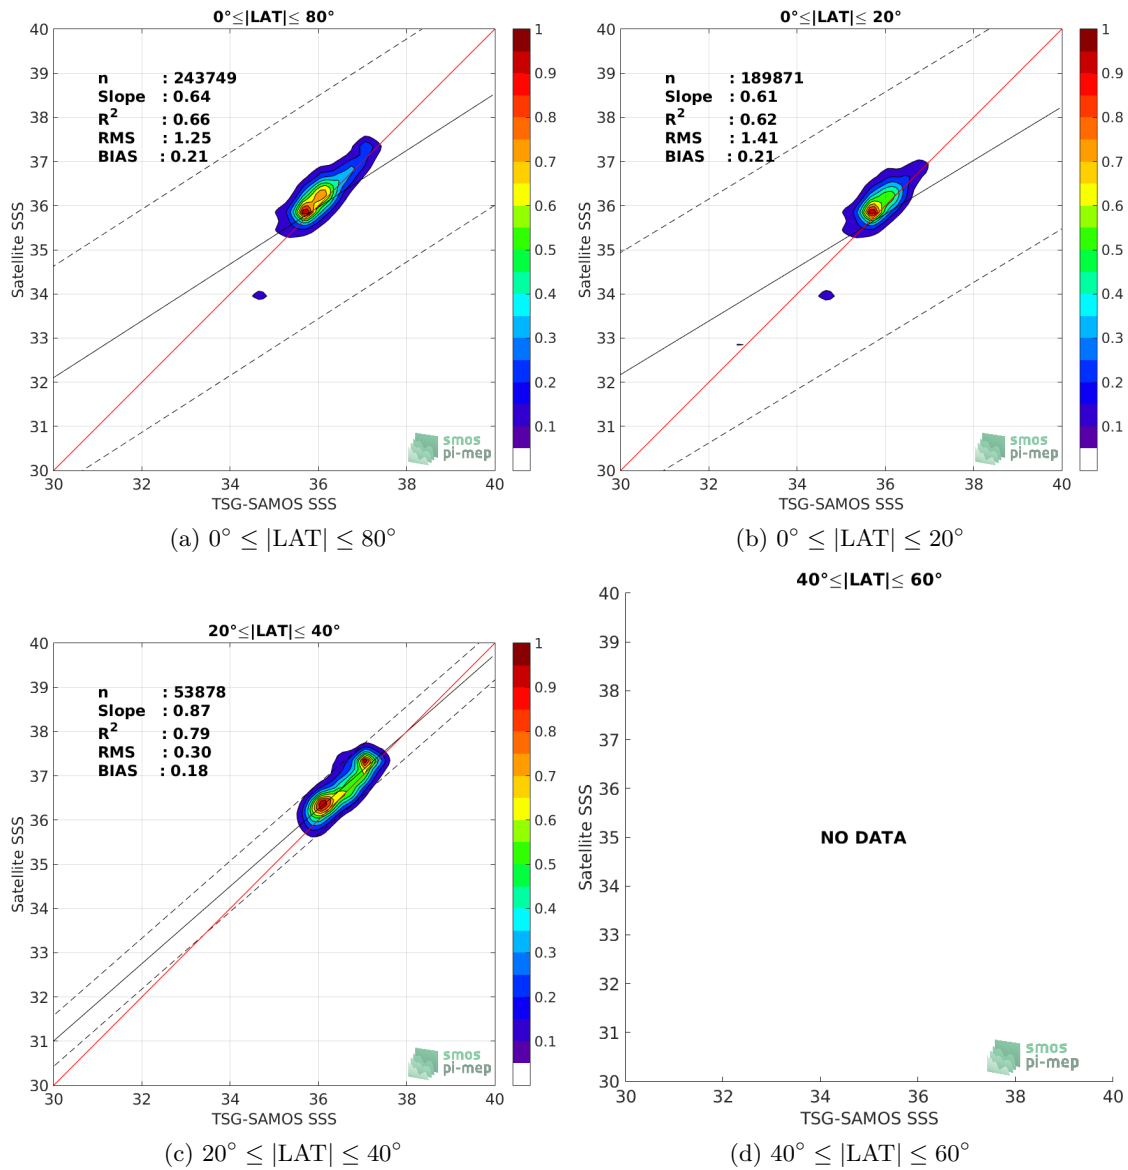 0°≤|LAT|≤ 80°
40
39
38
37
36
35
34
33
32
31
30
Satellite SSS
n : 243749
Slope : 0.64
R2 : 0.66
RMS : 1.25
BIAS : 0.21
smos
pi-mep
30 32 34 36 38 40
TSG-SAMOS SSS
1
0.9
0.8
0.7
0.6
0.5
0.4
0.3
0.2
0.1
(a) 0° ≤ |LAT| ≤ 80°
0°≤|LAT|≤ 20°
40
39
38
37
36
35
34
33
32
31
30
Satellite SSS
n : 189871
Slope : 0.61
R2 : 0.62
RMS : 1.41
BIAS : 0.21
smos
pi-mep
30 32 34 36 38 40
TSG-SAMOS SSS
1
0.9
0.8
0.7
0.6
0.5
0.4
0.3
0.2
0.1
(b) 0° ≤ |LAT| ≤ 20°
20°≤|LAT|≤ 40°
40
39
38
37
36
35
34
33
32
31
30
Satellite SSS
n : 53878
Slope : 0.87
R2 : 0.79
RMS : 0.30
BIAS : 0.18
smos
pi-mep
30 32 34 36 38 40
TSG-SAMOS SSS
1
0.9
0.8
0.7
0.6
0.5
0.4
0.3
0.2
0.1
(c) 20° ≤ |LAT| ≤ 40°
40°≤|LAT|≤ 60°
40
39
38
37
36
35
34
33
32
31
30
Satellite SSS
NO DATA
smos
pi-mep
30 32 34 36 38 40
TSG-SAMOS SSS
(d) 40° ≤ |LAT| ≤ 60°